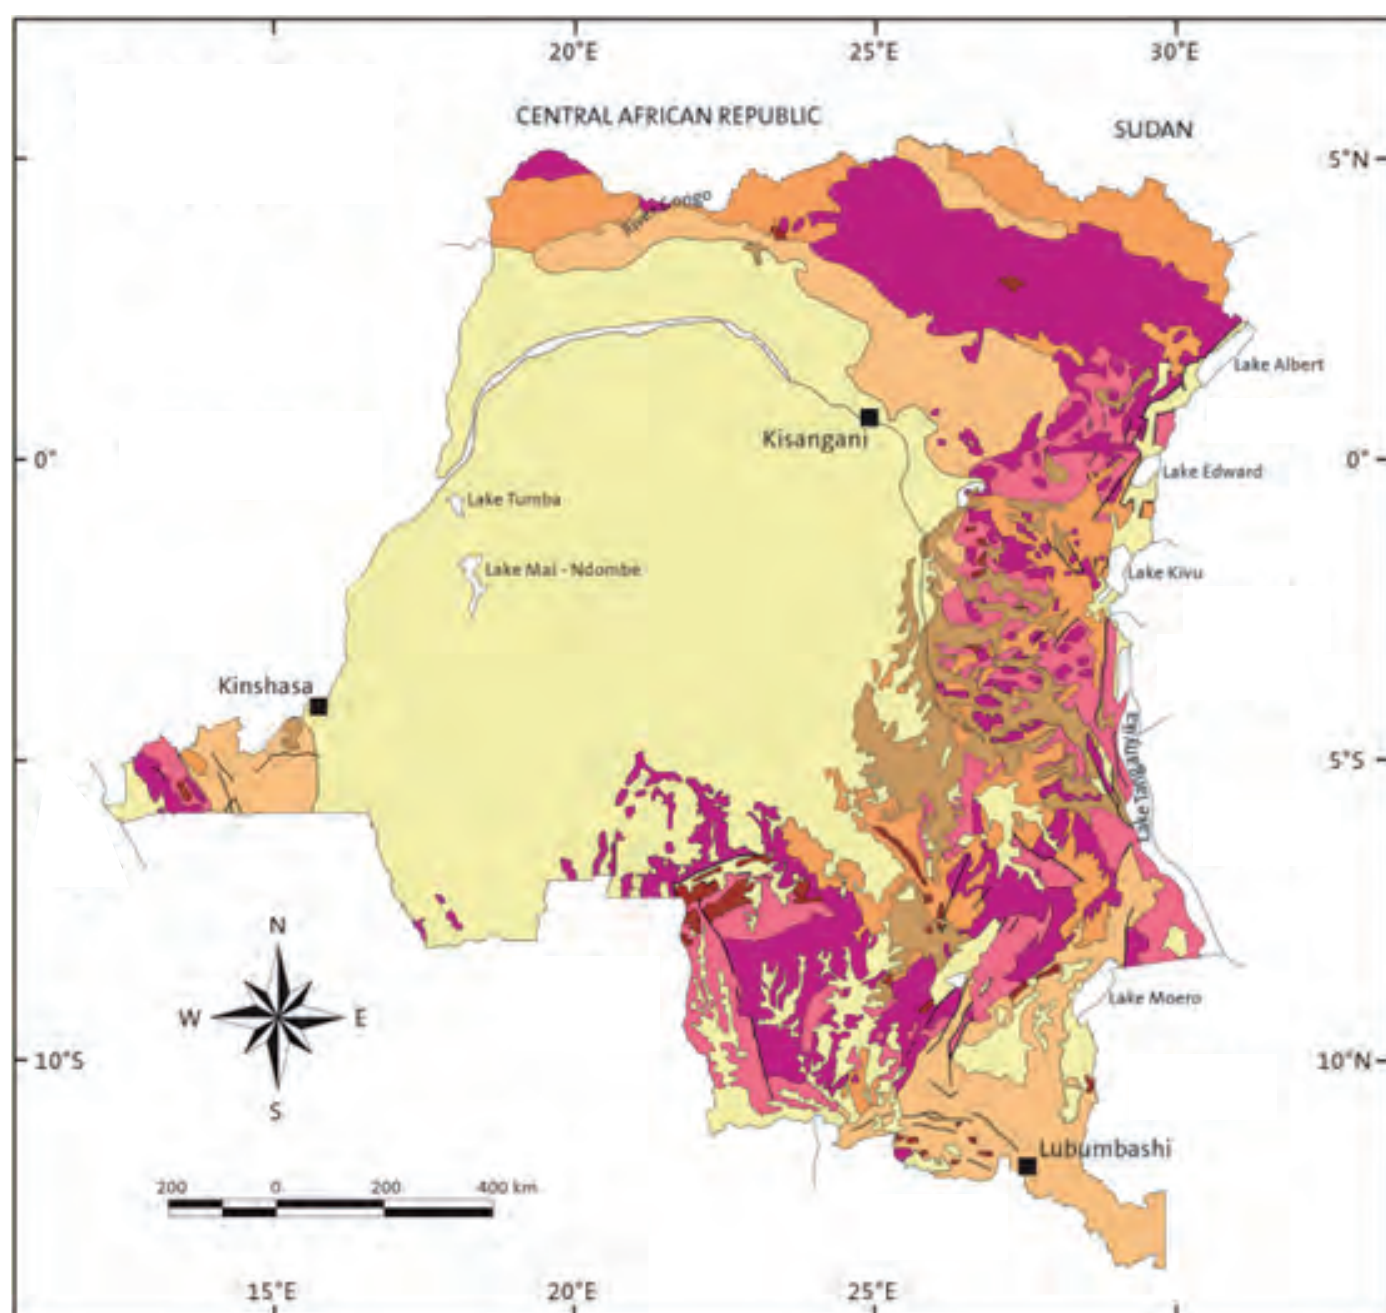 20°E 25°E 30°E
CENTRAL AFRICAN REPUBLIC
SUDAN
5°N
River Congo
Lake Albert
Kisangani
0° 0°
Lake Edward
Lake Tumba
Lake Mai - Ndombe
Lake Kivu
Kinshasa
5°S
Lake Tanganyika
N
W E
S
Lake Moero
10°S 10°N
Lubumbashi
200 0 200 400 km
15°E 20°E 25°E